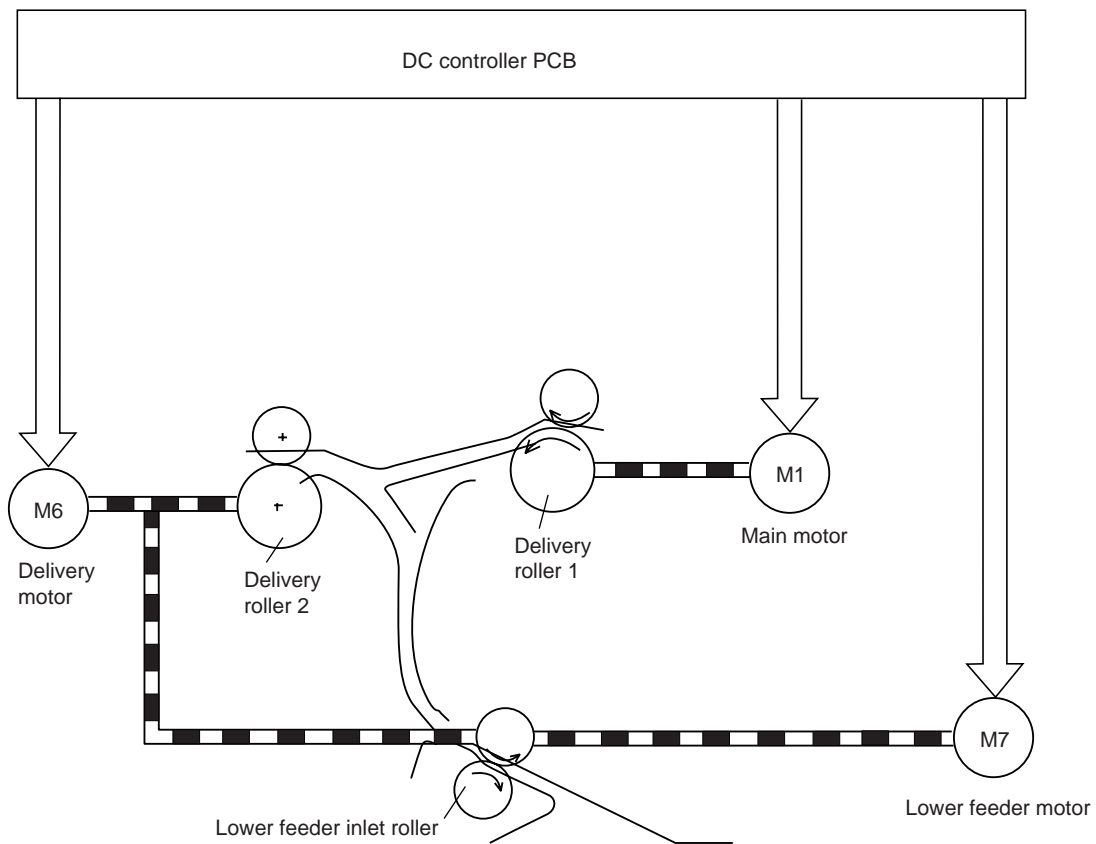 DC controller PCB
M6
M1
Main motor
Delivery
roller 1
Delivery
motor
Delivery
roller 2
M7
Lower feeder motor
Lower feeder inlet roller